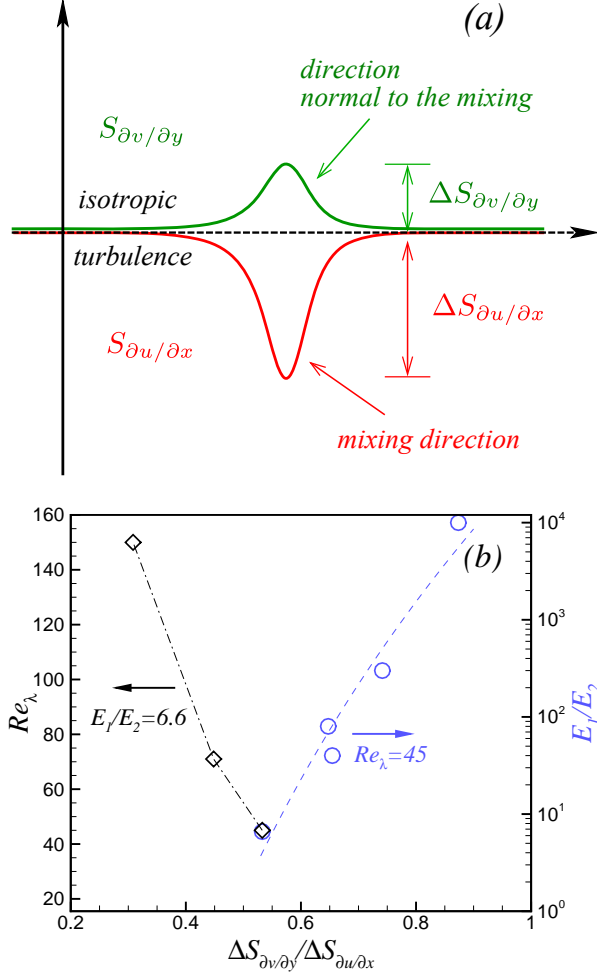 (a)
direction
normal to the mixing
S∂v/∂y
ΔS∂v/∂y
isotropic
turbulence
ΔS∂u/∂x
S∂u/∂x
mixing direction
(b)
160
140
120
100
80
60
40
20
Reλ
10⁴
10³
10²
10¹
10⁰
E₁/E₂
E₁/E₂=6.6
Reλ=45
0.2
0.4
0.6
0.8
1
ΔS∂v/∂y/ΔS∂u/∂x